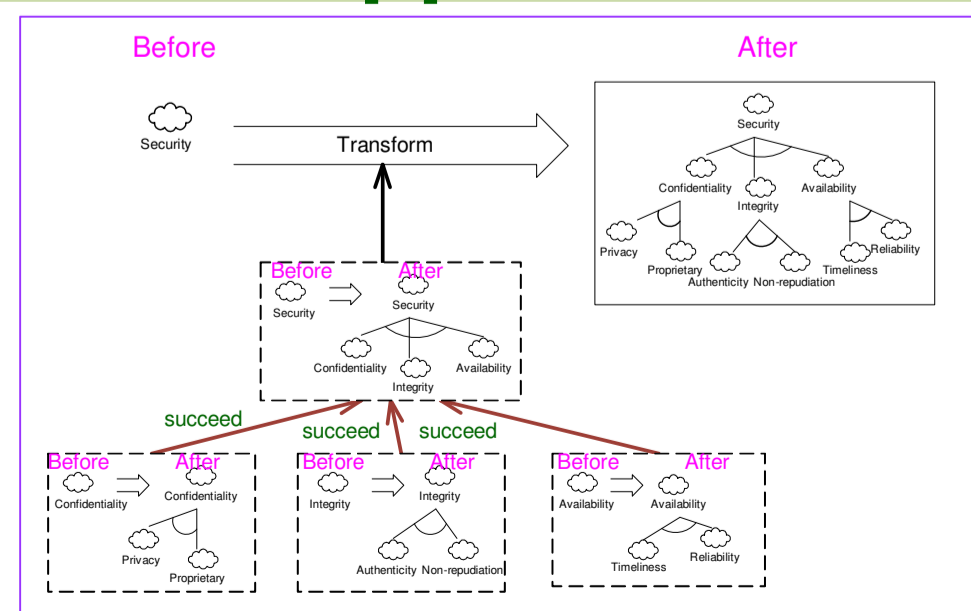 Before
After
Security
Transform
Security
Confidentiality
Integrity
Availability
Privacy
Proprietary
Authenticity
Non-repudiation
Timeliness
Reliability
Before
After
Security
Security
Confidentiality
Integrity
Availability
succeed
succeed
succeed
Before
After
Confidentiality
Confidentiality
Privacy
Proprietary
Before
After
Integrity
Integrity
Authenticity
Non-repudiation
Before
After
Availability
Availability
Timeliness
Reliability